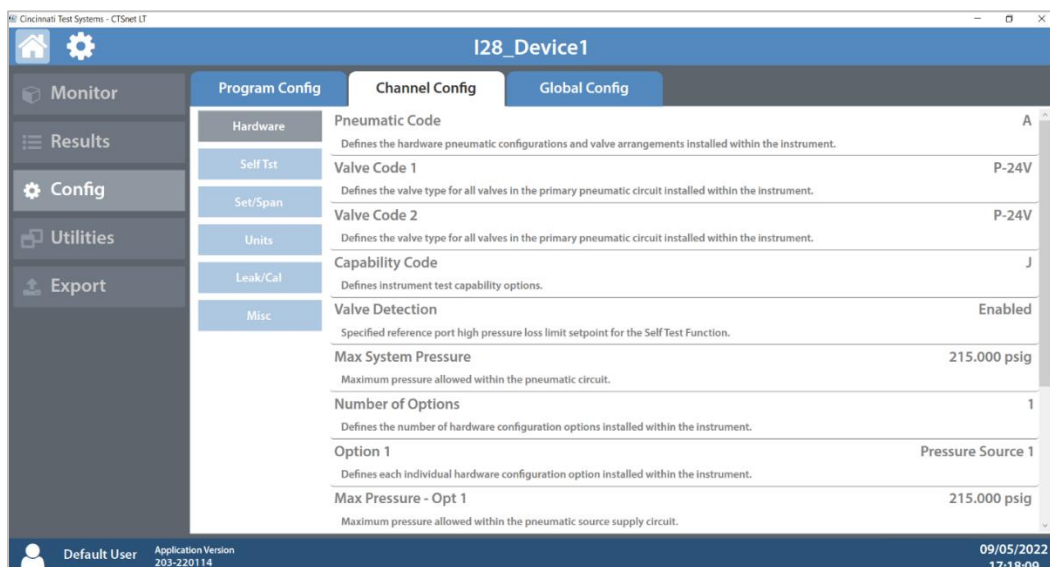 Cincinnati Test Systems - CTSnet LT
I28_Device1
Monitor
Results
Config
Utilities
Export
Program Config
Channel Config
Global Config
Hardware
Self Tst
Set/Span
Units
Leak/Cal
Misc
Pneumatic Code A
Defines the hardware pneumatic configurations and valve arrangements installed within the instrument.
Valve Code 1 P-24V
Defines the valve type for all valves in the primary pneumatic circuit installed within the instrument.
Valve Code 2 P-24V
Defines the valve type for all valves in the primary pneumatic circuit installed within the instrument.
Capability Code J
Defines instrument test capability options.
Valve Detection Enabled
Specified reference port high pressure loss limit setpoint for the Self Test Function.
Max System Pressure 215.000 psig
Maximum pressure allowed within the pneumatic circuit.
Number of Options 1
Defines the number of hardware configuration options installed within the instrument.
Option 1 Pressure Source 1
Defines each individual hardware configuration option installed within the instrument.
Max Pressure - Opt 1 215.000 psig
Maximum pressure allowed within the pneumatic source supply circuit.
Default User
Application Version
203-220114
09/05/2022
17:18:09